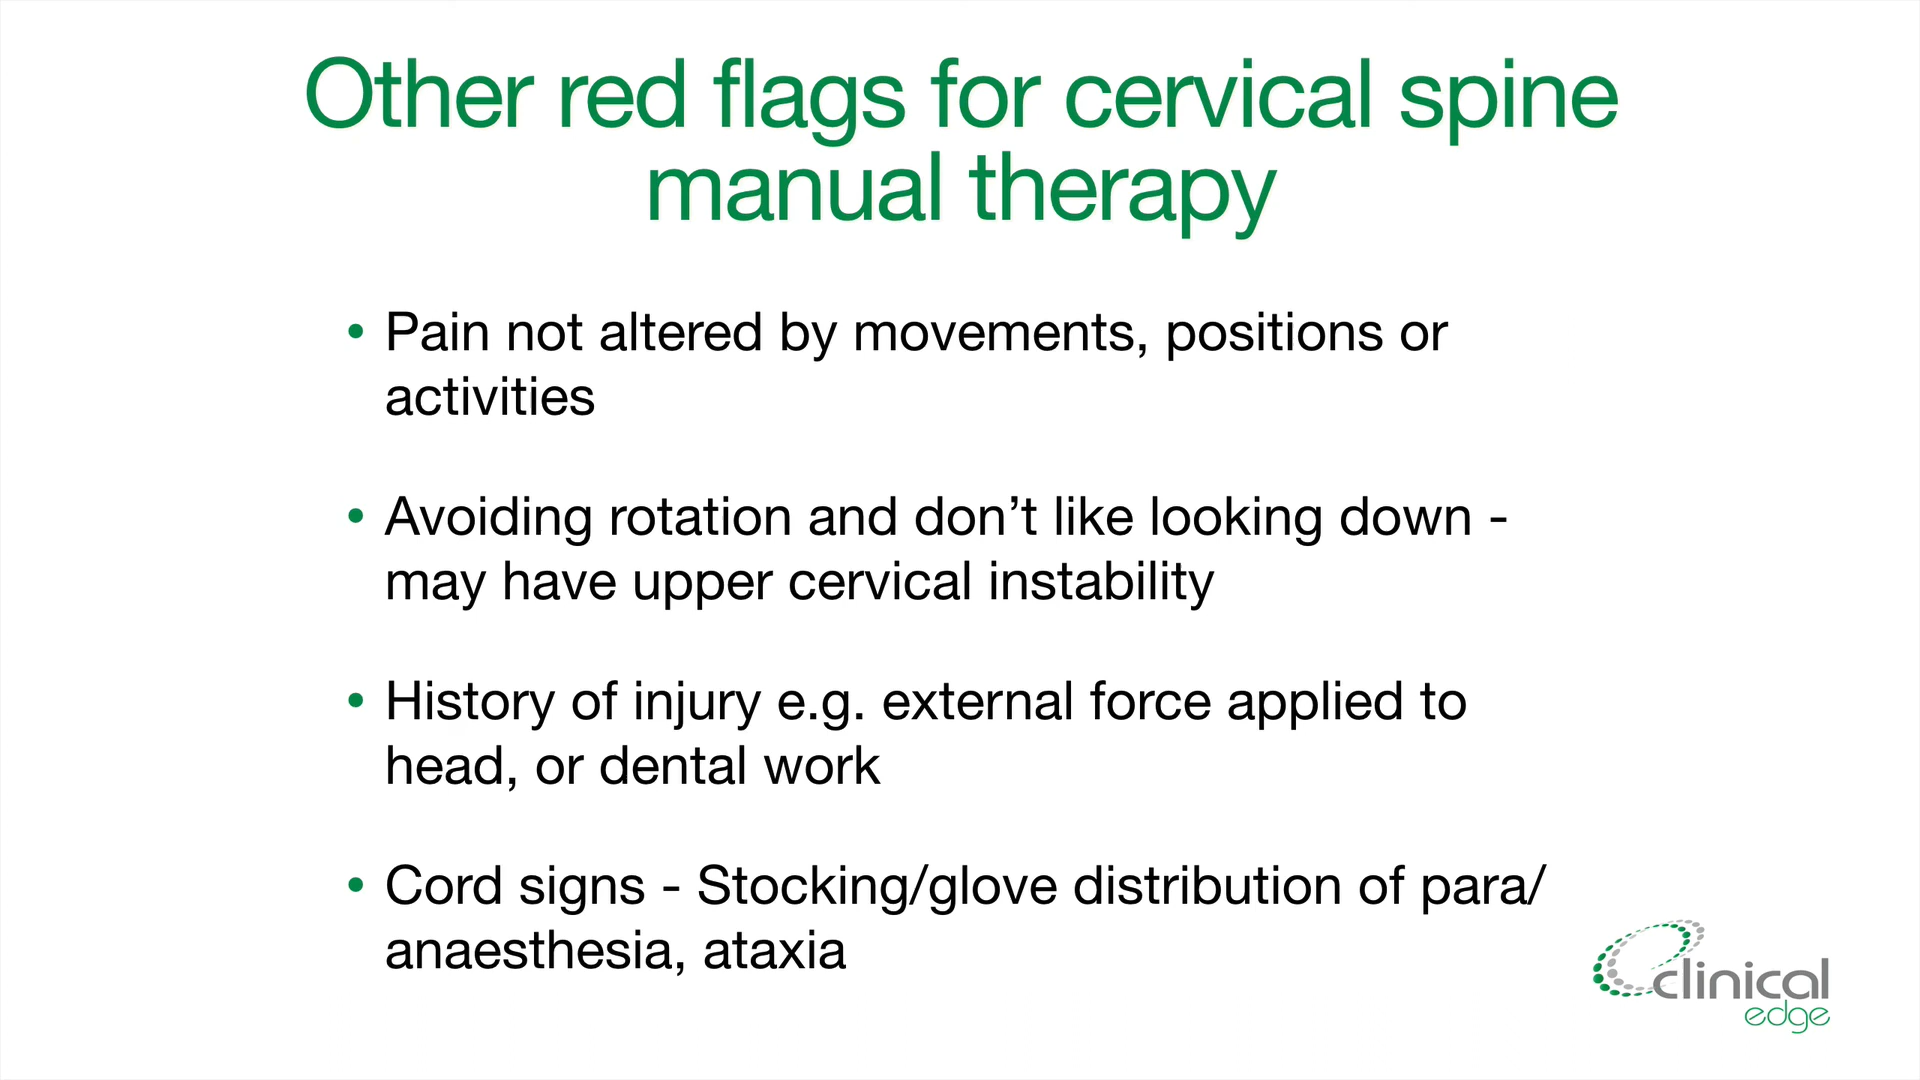 Other red flags for cervical spine
manual therapy
• Pain not altered by movements, positions or
activities
• Avoiding rotation and don’t like looking down -
may have upper cervical instability
• History of injury e.g. external force applied to
head, or dental work
• Cord signs - Stocking/glove distribution of para/
anaesthesia, ataxia
clinical
edge